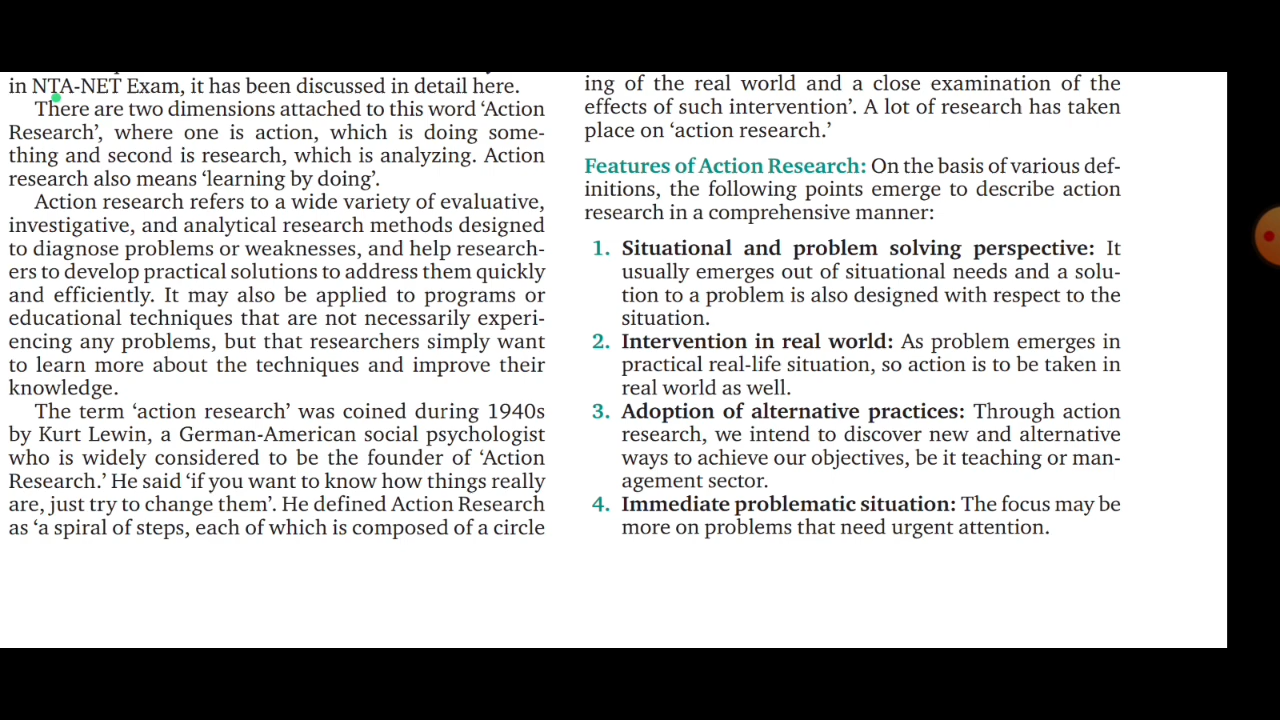 in NTA-NET Exam, it has been discussed in detail here.
There are two dimensions attached to this word ‘Action
Research’, where one is action, which is doing some-
thing and second is research, which is analyzing. Action
research also means ‘learning by doing’.
Action research refers to a wide variety of evaluative,
investigative, and analytical research methods designed
to diagnose problems or weaknesses, and help research-
ers to develop practical solutions to address them quickly
and efficiently. It may also be applied to programs or
educational techniques that are not necessarily experi-
encing any problems, but that researchers simply want
to learn more about the techniques and improve their
knowledge.
The term ‘action research’ was coined during 1940s
by Kurt Lewin, a German-American social psychologist
who is widely considered to be the founder of ‘Action
Research.’ He said ‘if you want to know how things really
are, just try to change them’. He defined Action Research
as ‘a spiral of steps, each of which is composed of a circle
ing of the real world and a close examination of the
effects of such intervention’. A lot of research has taken
place on ‘action research.’
Features of Action Research: On the basis of various def-
initions, the following points emerge to describe action
research in a comprehensive manner:
1. Situational and problem solving perspective: It
usually emerges out of situational needs and a solu-
tion to a problem is also designed with respect to the
situation.
2. Intervention in real world: As problem emerges in
practical real-life situation, so action is to be taken in
real world as well.
3. Adoption of alternative practices: Through action
research, we intend to discover new and alternative
ways to achieve our objectives, be it teaching or man-
agement sector.
4. Immediate problematic situation: The focus may be
more on problems that need urgent attention.